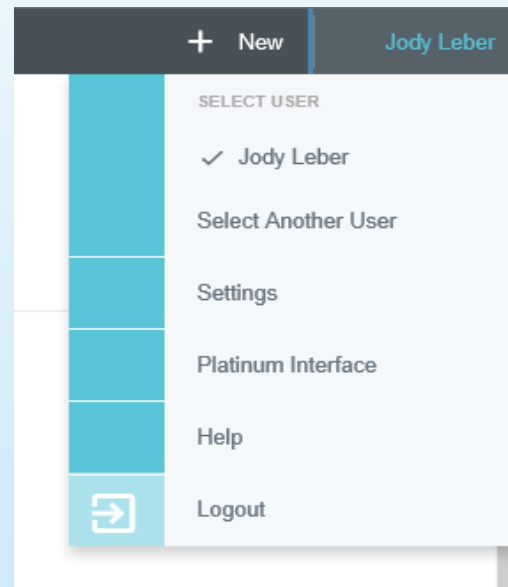 + New Jody Leber
SELECT USER
✓ Jody Leber
Select Another User
Settings
Platinum Interface
Help
Logout